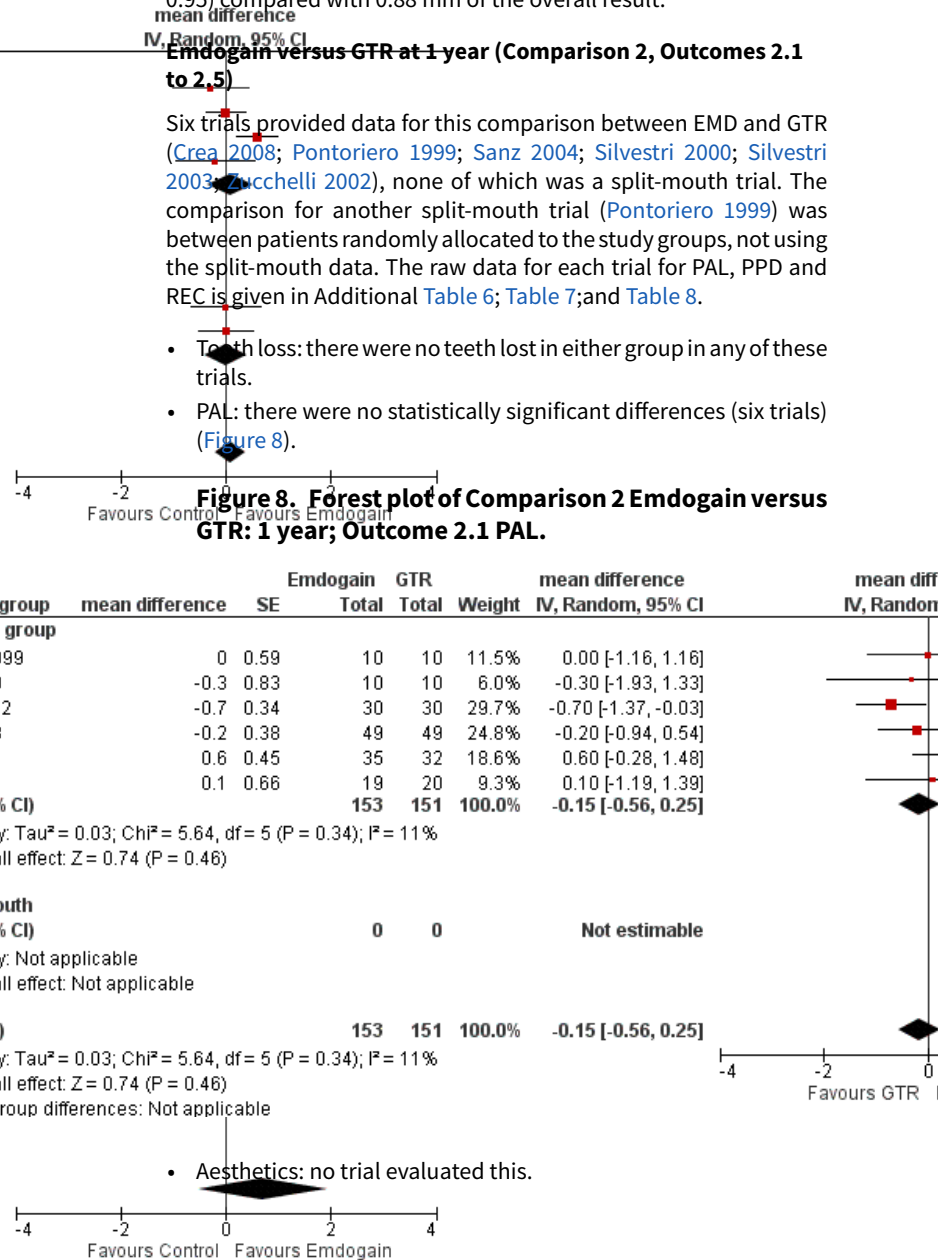 0.95) compared with 0.88 mm of the overall result.
mean difference
IV, Random, 95% CI
Emdogain versus GTR at 1 year (Comparison 2, Outcomes 2.1
to 2.5)
Six trials provided data for this comparison between EMD and GTR
(Crea 2008; Pontoriero 1999; Sanz 2004; Silvestri 2000; Silvestri
2003; Zucchelli 2002), none of which was a split-mouth trial. The
comparison for another split-mouth trial (Pontoriero 1999) was
between patients randomly allocated to the study groups, not using
the split-mouth data. The raw data for each trial for PAL, PPD and
REC is given in Additional Table 6; Table 7;and Table 8.
• Tooth loss: there were no teeth lost in either group in any of these
trials.
• PAL: there were no statistically significant differences (six trials)
(Figure 8).
-4 -2 0 2 4
Favours Control Favours Emdogain
Figure 8. Forest plot of Comparison 2 Emdogain versus
GTR: 1 year; Outcome 2.1 PAL.
Emdogain GTR mean difference mean diff
group mean difference SE Total Total Weight IV, Random, 95% CI IV, Random
group
99 0 0.59 10 10 11.5% 0.00 [-1.16, 1.16]
-0.3 0.83 10 10 6.0% -0.30 [-1.93, 1.33]
2 -0.7 0.34 30 30 29.7% -0.70 [-1.37, -0.03]
-0.2 0.38 49 49 24.8% -0.20 [-0.94, 0.54]
0.6 0.45 35 32 18.6% 0.60 [-0.28, 1.48]
0.1 0.66 19 20 9.3% 0.10 [-1.19, 1.39]
CI) 153 151 100.0% -0.15 [-0.56, 0.25]
y: Tau² = 0.03; Chi² = 5.64, df = 5 (P = 0.34); I² = 11%
ll effect: Z = 0.74 (P = 0.46)
outh
% CI) 0 0 Not estimable
y: Not applicable
ll effect: Not applicable
) 153 151 100.0% -0.15 [-0.56, 0.25]
y: Tau² = 0.03; Chi² = 5.64, df = 5 (P = 0.34); I² = 11%
ll effect: Z = 0.74 (P = 0.46)
roup differences: Not applicable
-4 -2 0
Favours GTR
• Aesthetics: no trial evaluated this.
-4 -2 0 2 4
Favours Control Favours Emdogain